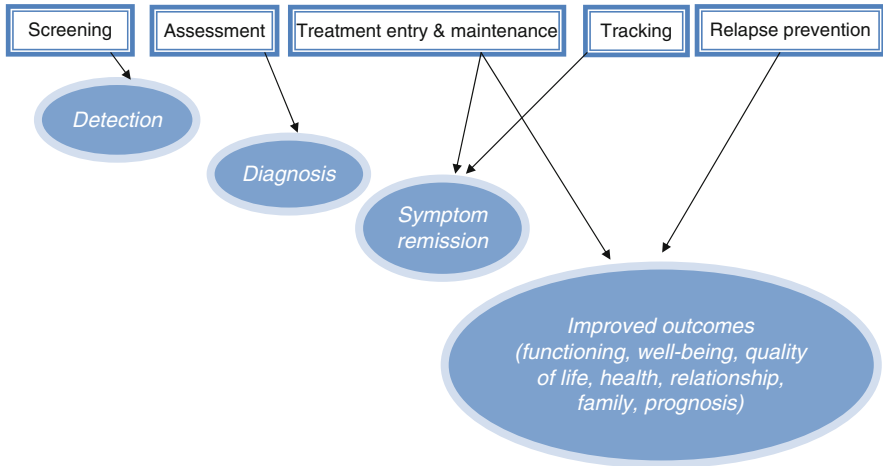 Screening
Assessment
Treatment entry & maintenance
Tracking
Relapse prevention
Detection
Diagnosis
Symptom
remission
Improved outcomes
(functioning, well-being, quality
of life, health, relationship,
family, prognosis)